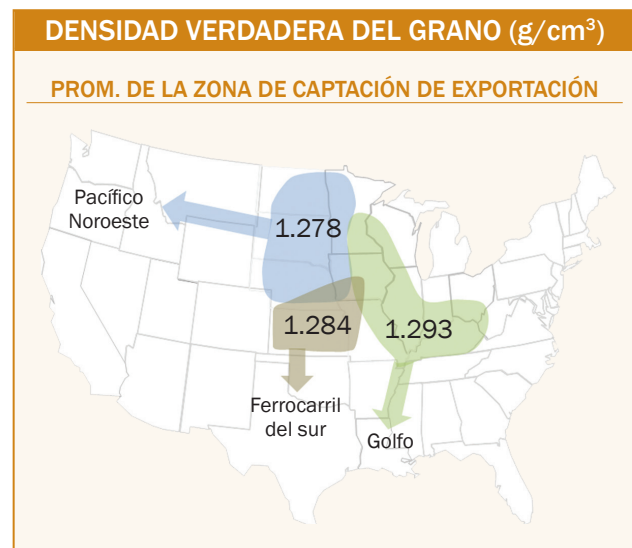 DENSIDAD VERDADERA DEL GRANO (g/cm³)
PROM. DE LA ZONA DE CAPTACIÓN DE EXPORTACIÓN
Pacífico
Noroeste
1.278
1.284
1.293
Ferrocarril
del sur
Golfo